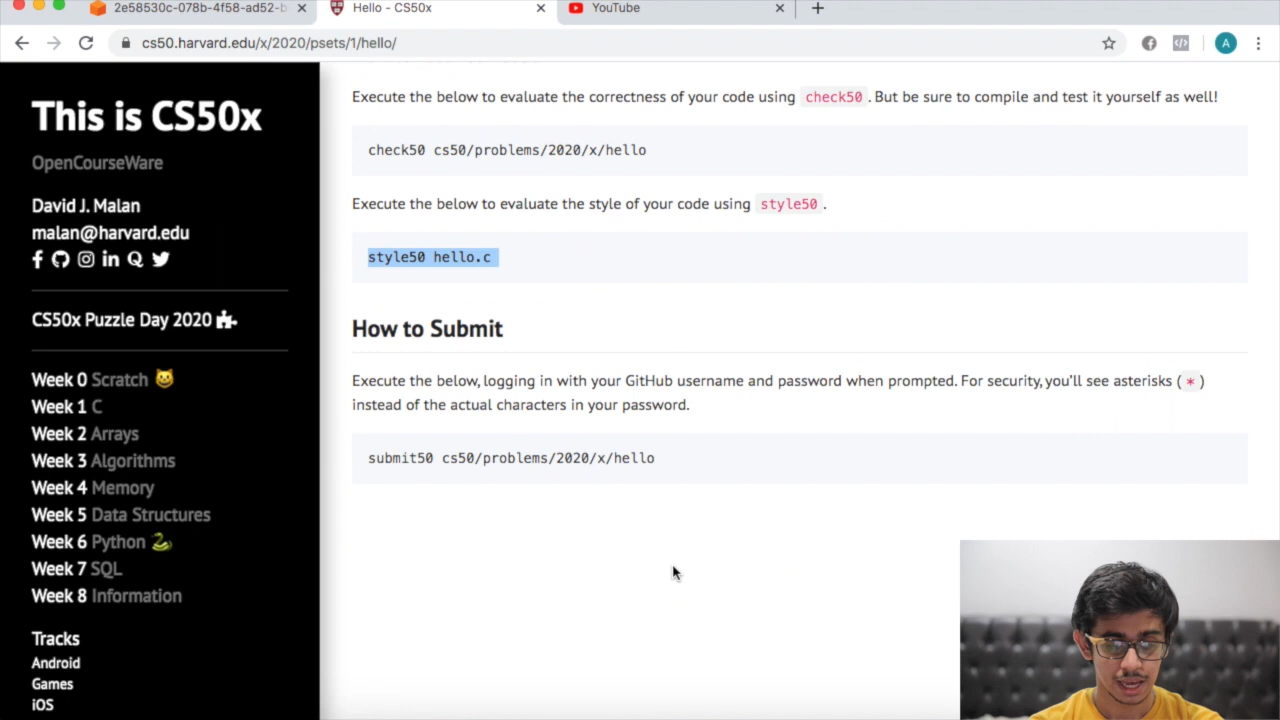 2e58530c-078b-4f58-ad52-b
Hello - CS50x
YouTube
cs50.harvard.edu/x/2020/psets/1/hello/
A
This is CS50x
OpenCourseWare
David J. Malan
malan@harvard.edu
CS50x Puzzle Day 2020
Week 0 Scratch
Week 1 C
Week 2 Arrays
Week 3 Algorithms
Week 4 Memory
Week 5 Data Structures
Week 6 Python
Week 7 SQL
Week 8 Information
Tracks
Android
Games
iOS
Execute the below to evaluate the correctness of your code using check50 . But be sure to compile and test it yourself as well!
check50 cs50/problems/2020/x/hello
Execute the below to evaluate the style of your code using style50 .
style50 hello.c
How to Submit
Execute the below, logging in with your GitHub username and password when prompted. For security, you’ll see asterisks ( * )
instead of the actual characters in your password.
submit50 cs50/problems/2020/x/hello